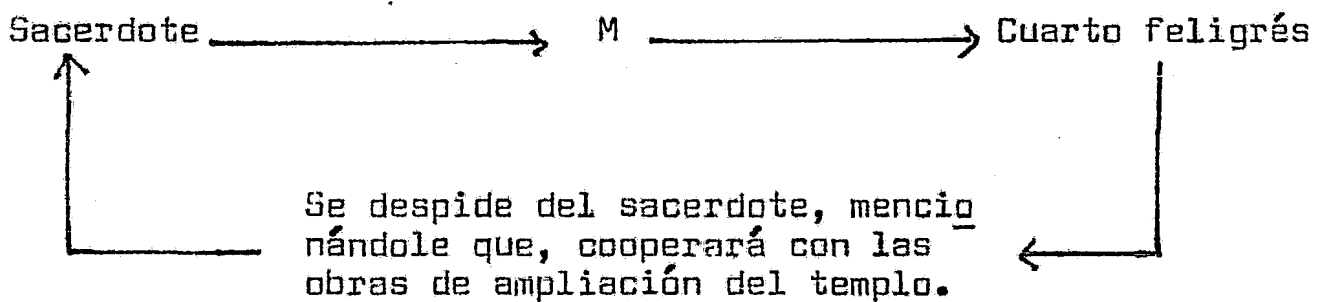 Sacerdote M Cuarto feligrés
Se despide del sacerdote, mencio
nándole que, cooperará con las
obras de ampliación del templo.